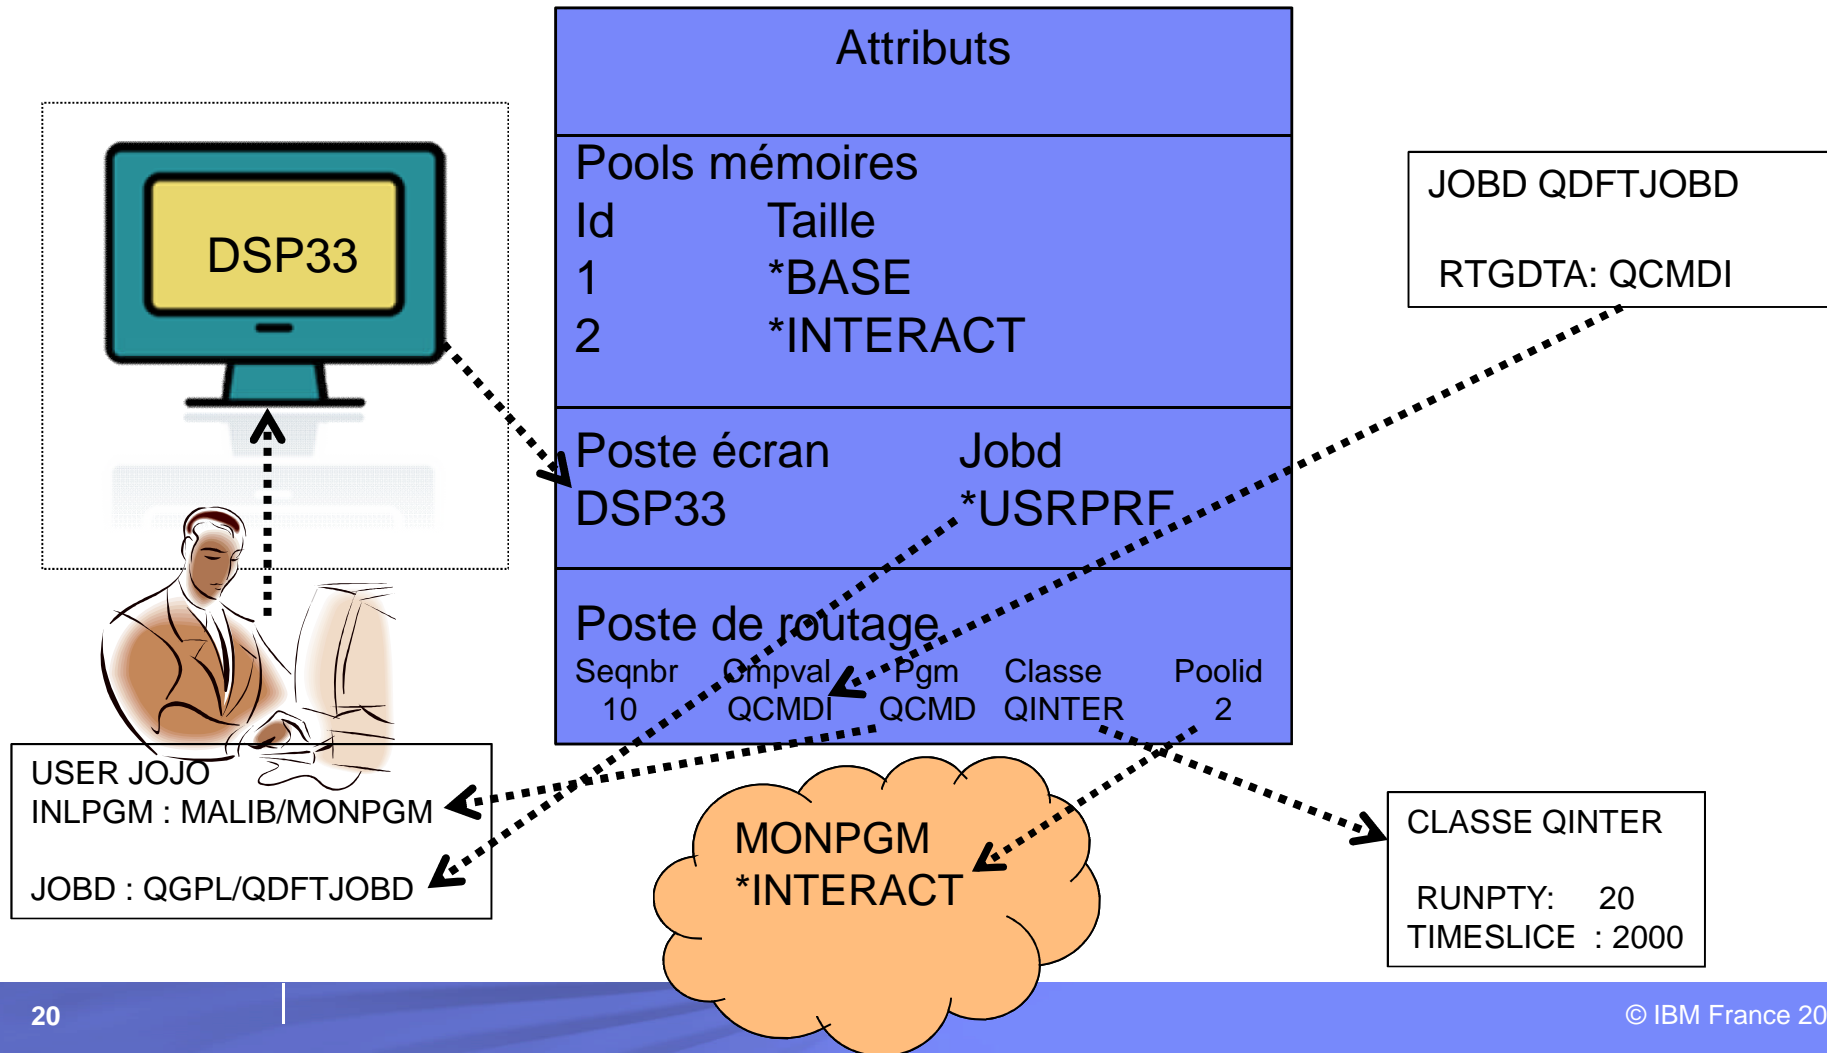 Attributs
Pools mémoires
Id Taille
1 *BASE
2 *INTERACT
Poste écran Jobd
DSP33 *USRPRF
Poste de routage
Seqnbr Cmpval Pgm Classe Poolid
10 QCMDI QCMD QINTER 2
DSP33
JOBD QDFTJOBD
RTGDTA: QCMDI
USER JOJO
INLPGM : MALIB/MONPGM
JOBD : QGPL/QDFTJOBD
MONPGM
*INTERACT
CLASSE QINTER
RUNPTY: 20
TIMESLICE : 2000
20
© IBM France 20